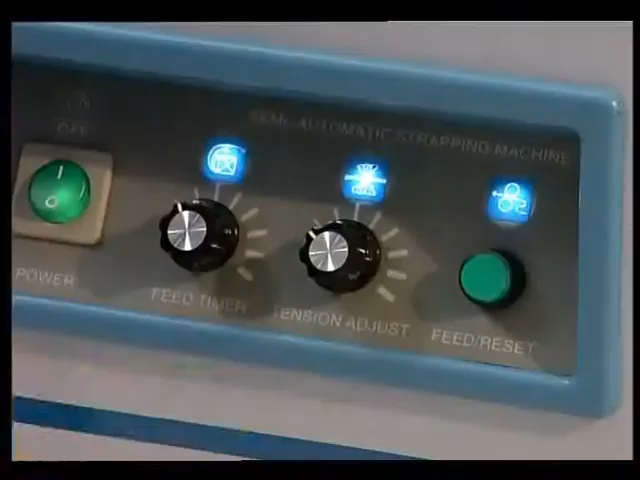 SEMI-AUTOMATIC STRAPPING MACHINE
OFF
I
O
POWER
FEED TIMER
TENSION ADJUST
FEED/RESET